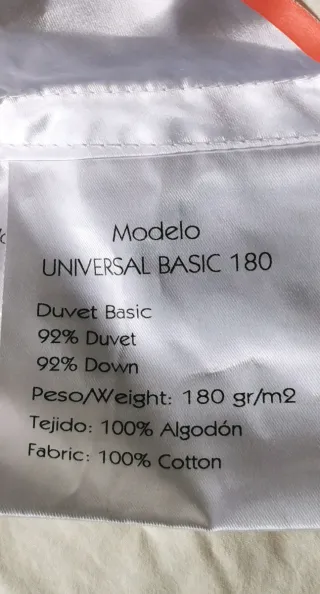 Modelo
UNIVERSAL BASIC 180
Duvet Basic
92% Duvet
92% Down
Peso/Weight: 180 gr/m2
Tejido: 100% Algodón
Fabric: 100% Cotton